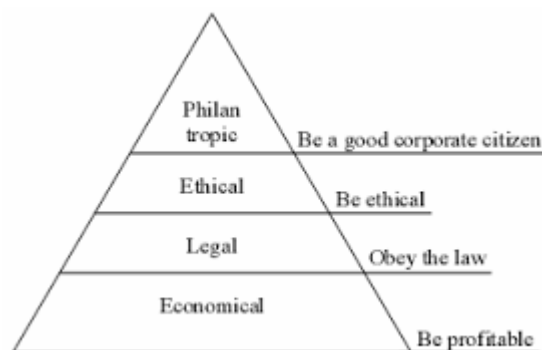 Philan
tropic
Be a good corporate citizen
Ethical
Be ethical
Legal
Obey the law
Economical
Be profitable